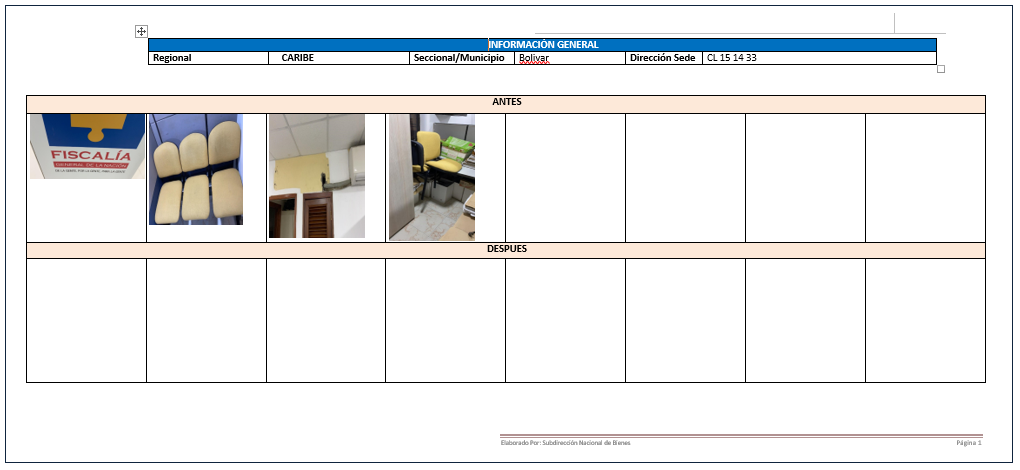 INFORMACIÓN GENERAL
Regional CARIBE Seccional/Municipio Bolivar Dirección Sede CL 15 14 33
ANTES
FISCALÍA
GENERAL DE LA NACIÓN
DESPUES
Elaborado Por: Subdirección Nacional de Bienes Página 1